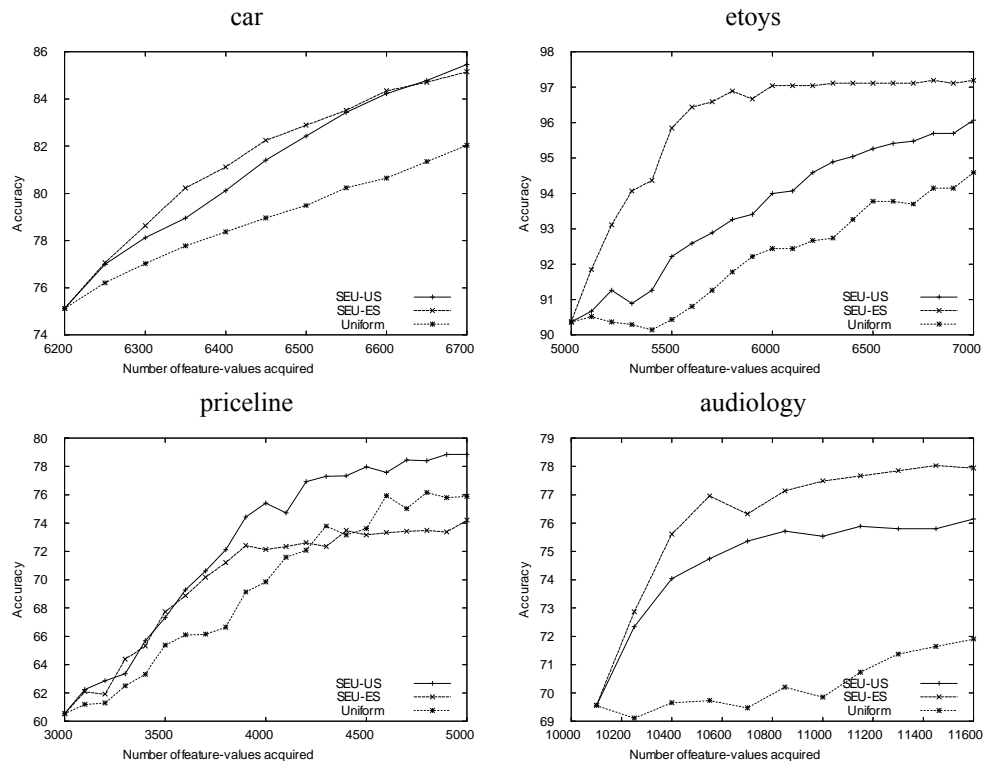 car
86
84
82
80
78
76
74
Accuracy
SEU-US
SEU-ES
Uniform
6200 6300 6400 6500 6600 6700
Number of feature-values acquired
etoys
98
97
96
95
94
93
92
91
90
Accuracy
SEU-US
SEU-ES
Uniform
5000 5500 6000 6500 7000
Number of feature-values acquired
priceline
80
78
76
74
72
70
68
66
64
62
60
Accuracy
SEU-US
SEU-ES
Uniform
3000 3500 4000 4500 5000
Number of feature-values acquired
audiology
79
78
77
76
75
74
73
72
71
70
69
Accuracy
SEU-US
SEU-ES
Uniform
10000 10200 10400 10600 10800 11000 11200 11400 11600
Number of feature-values acquired